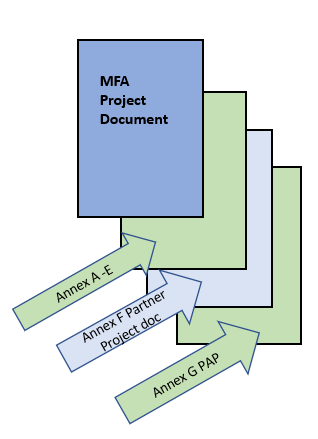 MFA
Project
Document
Annex A -E
Annex F Partner
Project doc
Annex G PAP